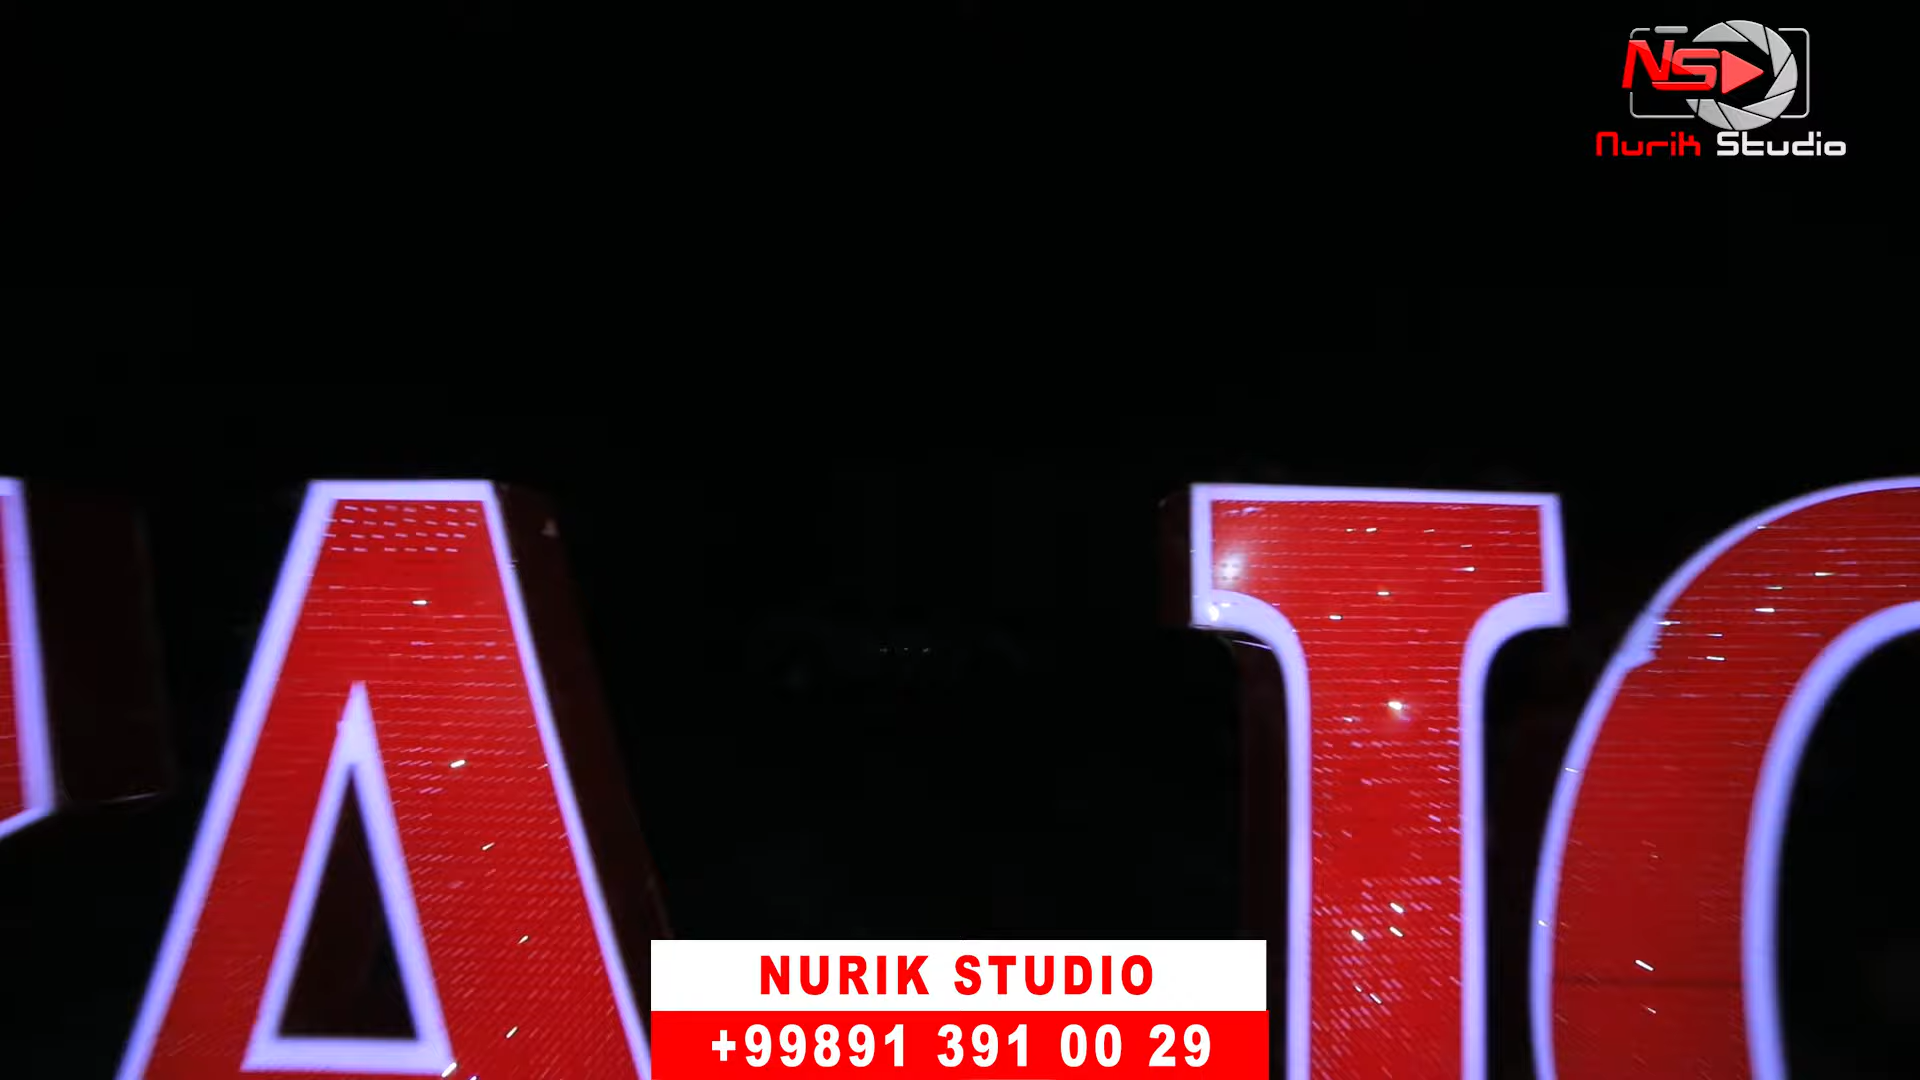 NS
Nurik Studio
A I
NURIK STUDIO
+99891 391 00 29